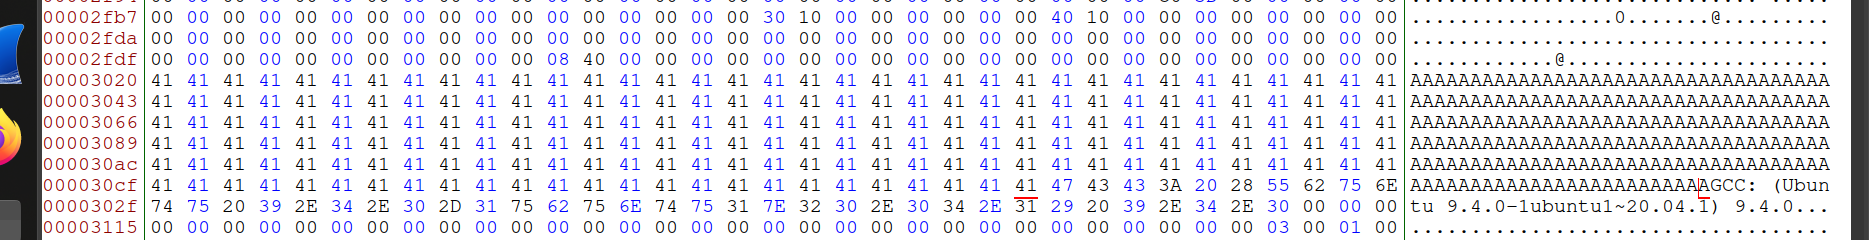 00002fb7 00 00 00 00 00 00 00 00 00 00 00 00 00 00 00 00 00 30 10 00 00 00 00 00 00 40 10 00 00 00 00 00 00 00 00 .................0.......@.........
00002fda 00 00 00 00 00 00 00 00 00 00 00 00 00 00 00 00 00 00 00 00 00 00 00 00 00 00 00 00 00 00 00 00 00 00 00 ...................................
00002fdf 00 00 00 00 00 00 00 00 00 00 00 08 40 00 00 00 00 00 00 00 00 00 00 00 00 00 00 00 00 00 00 00 00 00 00 ............@......................
00003020 41 41 41 41 41 41 41 41 41 41 41 41 41 41 41 41 41 41 41 41 41 41 41 41 41 41 41 41 41 41 41 41 41 41 41 AAAAAAAAAAAAAAAAAAAAAAAAAAAAAAAAAAA
00003043 41 41 41 41 41 41 41 41 41 41 41 41 41 41 41 41 41 41 41 41 41 41 41 41 41 41 41 41 41 41 41 41 41 41 41 AAAAAAAAAAAAAAAAAAAAAAAAAAAAAAAAAAA
00003066 41 41 41 41 41 41 41 41 41 41 41 41 41 41 41 41 41 41 41 41 41 41 41 41 41 41 41 41 41 41 41 41 41 41 41 AAAAAAAAAAAAAAAAAAAAAAAAAAAAAAAAAAA
00003089 41 41 41 41 41 41 41 41 41 41 41 41 41 41 41 41 41 41 41 41 41 41 41 41 41 41 41 41 41 41 41 41 41 41 41 AAAAAAAAAAAAAAAAAAAAAAAAAAAAAAAAAAA
000030ac 41 41 41 41 41 41 41 41 41 41 41 41 41 41 41 41 41 41 41 41 41 41 41 41 41 41 41 41 41 41 41 41 41 41 41 AAAAAAAAAAAAAAAAAAAAAAAAAAAAAAAAAAA
000030cf 41 41 41 41 41 41 41 41 41 41 41 41 41 41 41 41 41 41 41 41 41 41 41 41 41 47 43 43 3A 20 28 55 62 75 6E AAAAAAAAAAAAAAAAAAAAAAAAAGCC: (Ubun
0000302f 74 75 20 39 2E 34 2E 30 2D 31 75 62 75 6E 74 75 31 7E 32 30 2E 30 34 2E 31 29 20 39 2E 34 2E 30 00 00 00 tu 9.4.0-1ubuntu1~20.04.1) 9.4.0...
00003115 00 00 00 00 00 00 00 00 00 00 00 00 00 00 00 00 00 00 00 00 00 00 00 00 00 00 00 00 00 00 00 03 00 01 00 ...................................